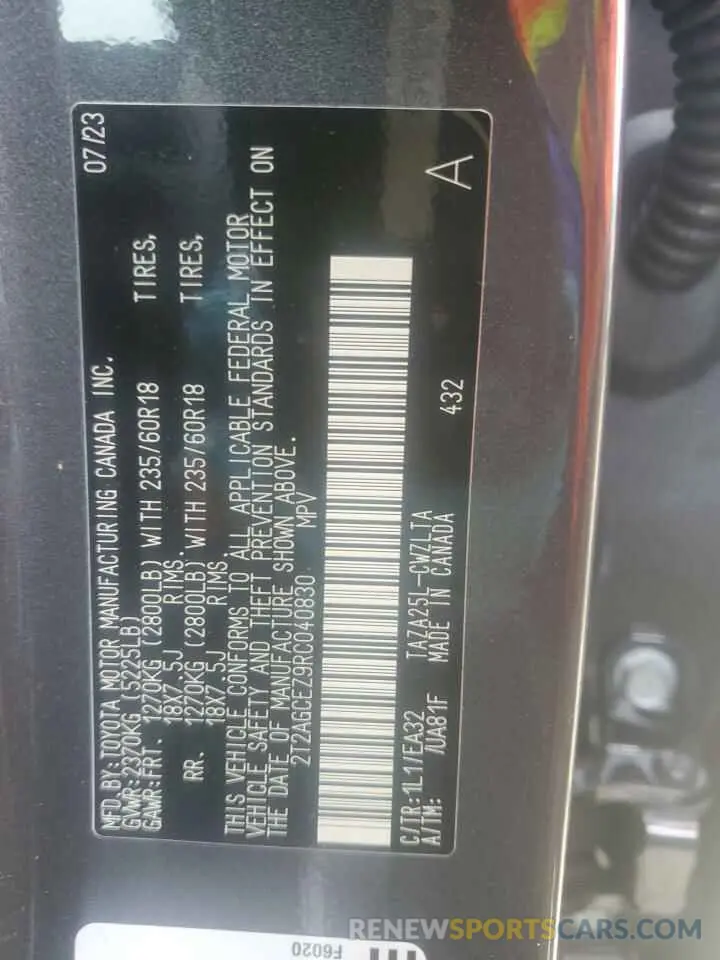 MFD.BY:TOYOTA MOTOR MANUFACTURING CANADA INC. 07/23
GVWR:2370KG (5225LB)
GAWR:FRT. 1270KG (2800LB) WITH 235/60R18 TIRES,
18X7.5J RIMS.
RR. 1270KG (2800LB) WITH 235/60R18 TIRES,
18X7.5J RIMS.
THIS VEHICLE CONFORMS TO ALL APPLICABLE FEDERAL MOTOR
VEHICLE SAFETY AND THEFT PREVENTION STANDARDS IN EFFECT ON
THE DATE OF MANUFACTURE SHOWN ABOVE.
2T2AGCEZ9RC040830 MPV
C/TR:1L1/EA32 TAZA25L-CWZLTA 432 A
A/TM: /UA81F MADE IN CANADA
F6020
RENEWSPORTSCARS.COM